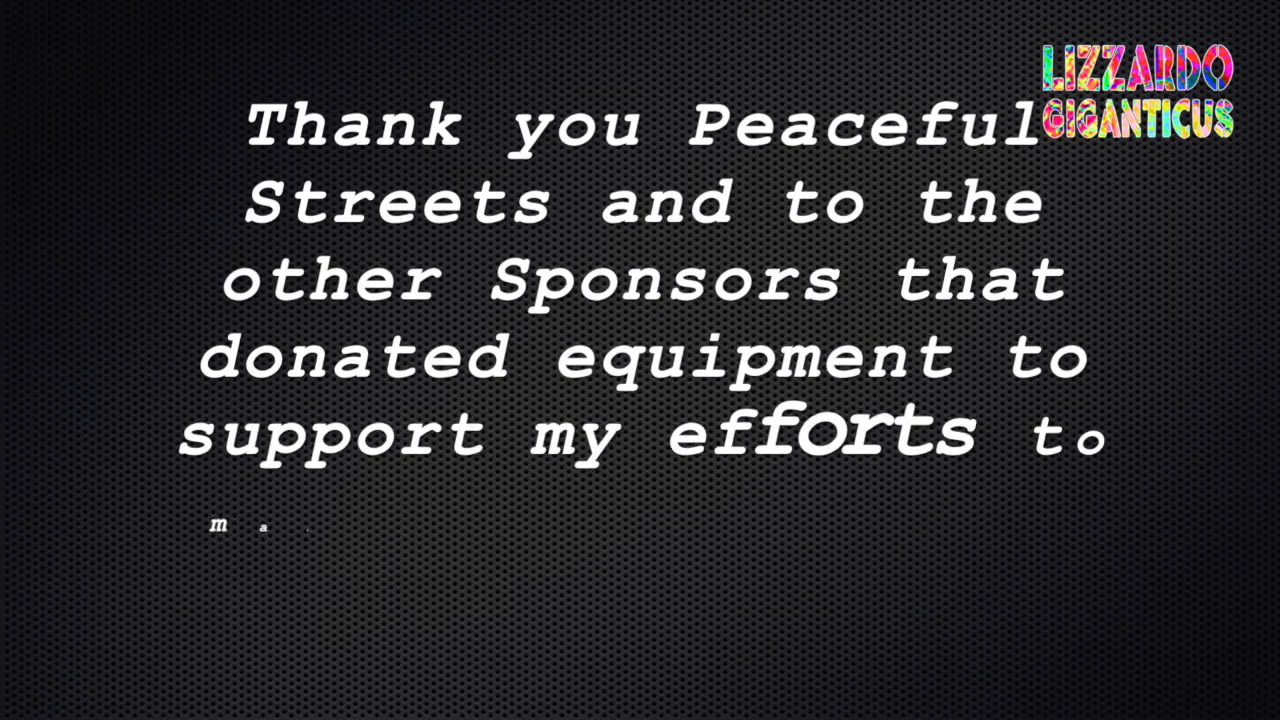 LIZZARDO
GIGANTICUS
Thank you Peaceful
Streets and to the
other Sponsors that
donated equipment to
support my efforts to
ma